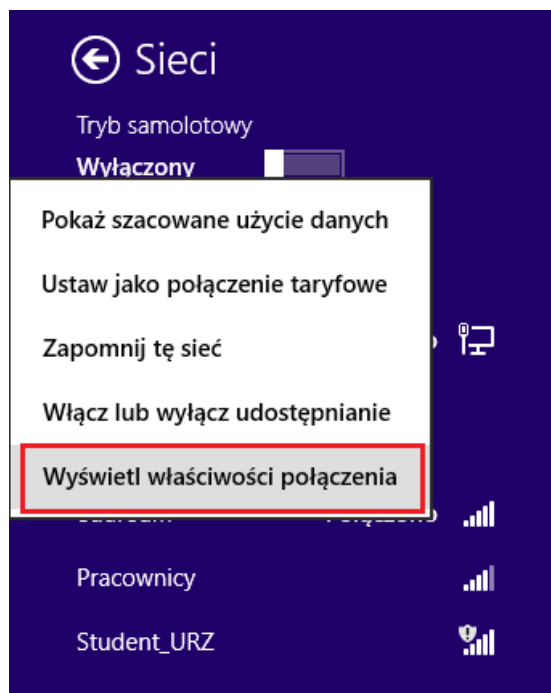 Sieci
Tryb samolotowy
Wyłączony
Pokaż szacowane użycie danych
Ustaw jako połączenie taryfowe
Zapomnij tę sieć
Włącz lub wyłącz udostępnianie
Wyświetl właściwości połączenia
Pracownicy
Student_URZ